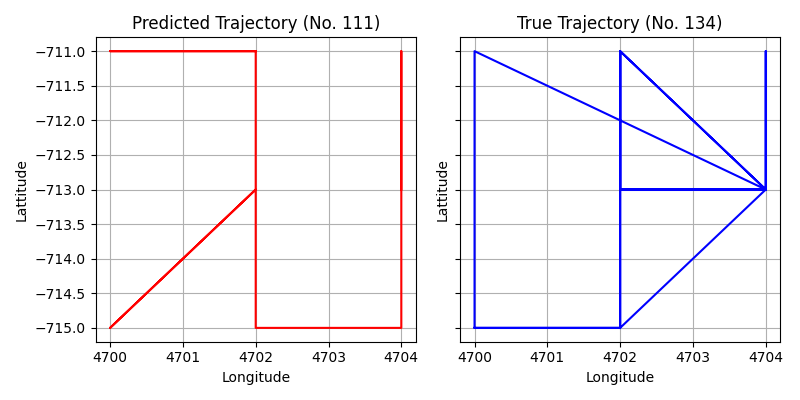 Predicted Trajectory (No. 111)
True Trajectory (No. 134)
−711.0
−711.5
−712.0
−712.5
−713.0
−713.5
−714.0
−714.5
−715.0
Lattitude
Lattitude
4700 4701 4702 4703 4704
4700 4701 4702 4703 4704
Longitude
Longitude